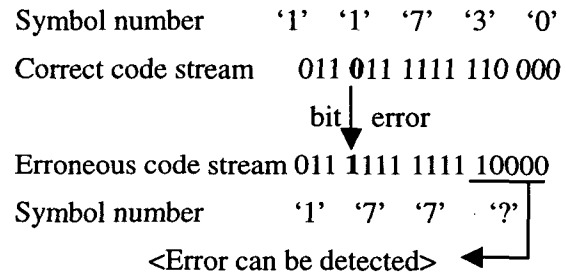 Symbol number ‘1’ ‘1’ ‘7’ ‘3’ ‘0’
Correct code stream 011 011 1111 110 000
bit error
Erroneous code stream 011 1111 1111 10000
Symbol number ‘1’ ‘7’ ‘7’ ‘?’
<Error can be detected>